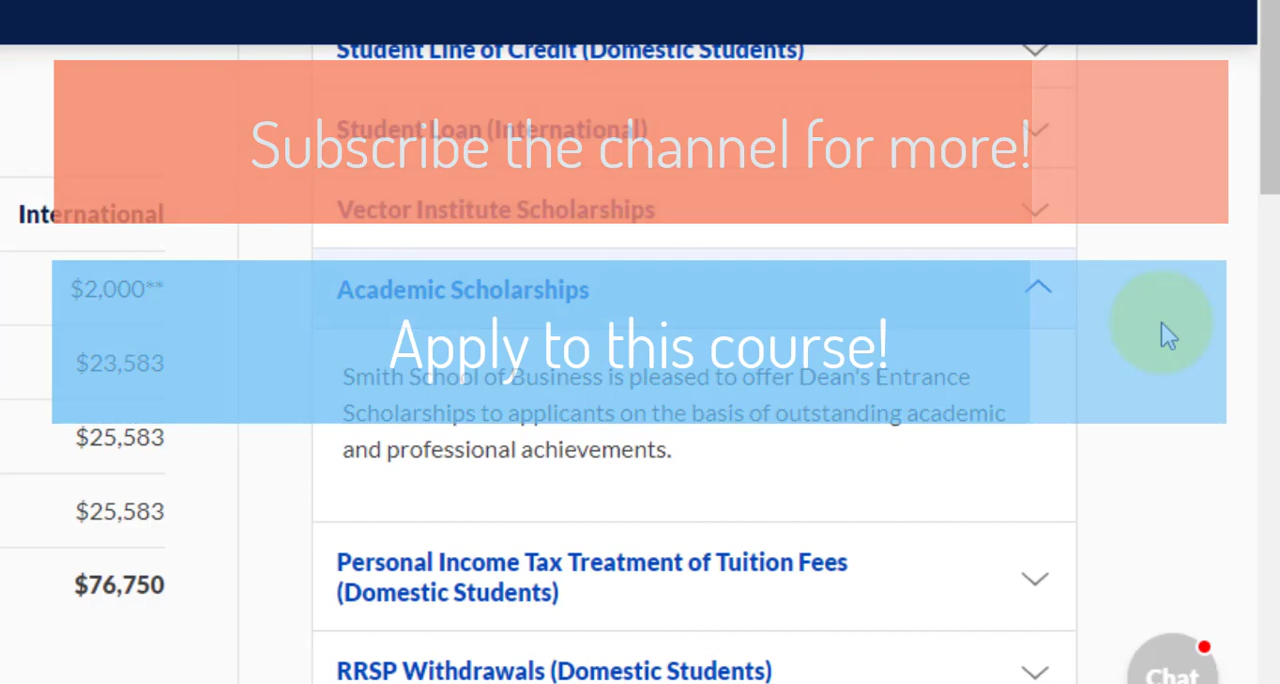 Student Line of Credit (Domestic Students)
Student Loan (International)
Subscribe the channel for more!
Vector Institute Scholarships
International
$2,000**
$23,583
$25,583
$25,583
$76,750
Academic Scholarships
Apply to this course!
Smith School of Business is pleased to offer Dean's Entrance
Scholarships to applicants on the basis of outstanding academic
and professional achievements.
Personal Income Tax Treatment of Tuition Fees
(Domestic Students)
RRSP Withdrawals (Domestic Students)
Chat